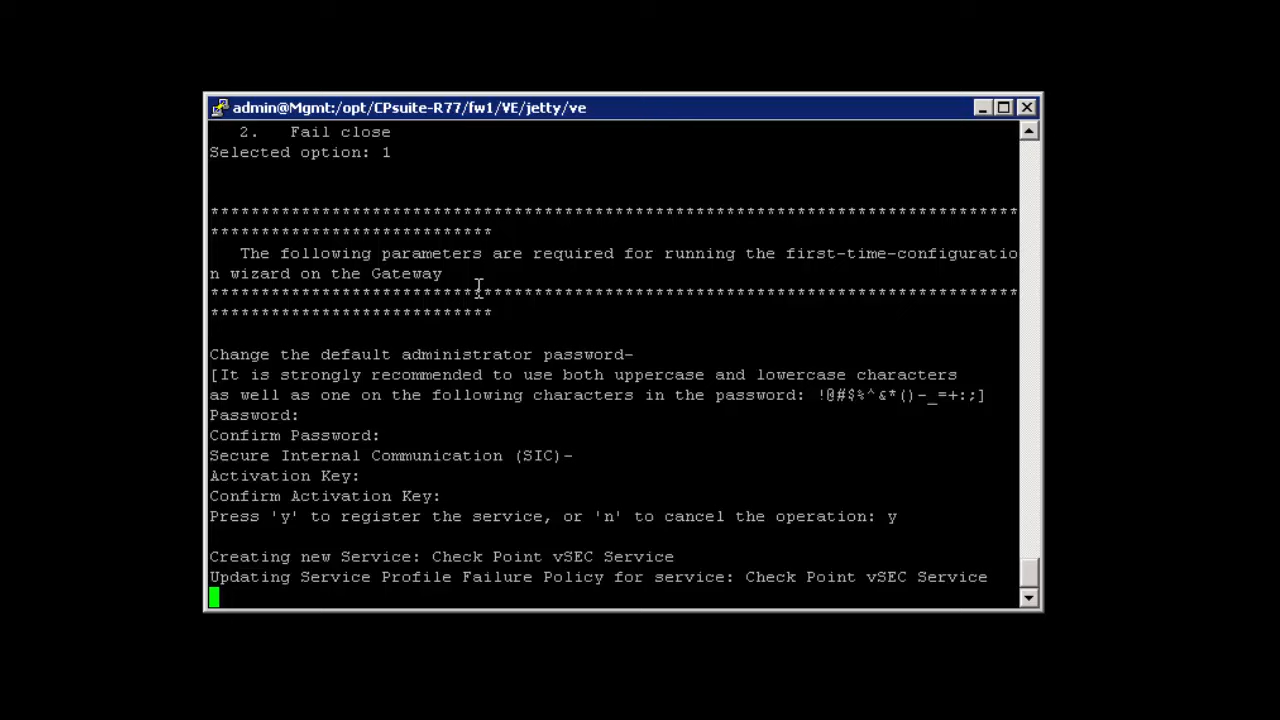 admin@Mgmt:/opt/CPsuite-R77/fw1/VE/jetty/ve
2. Fail close
Selected option: 1
********************************************************************************
****************************
The following parameters are required for running the first-time-configuratio
n wizard on the Gateway
********************************************************************************
****************************
Change the default administrator password-
[It is strongly recommended to use both uppercase and lowercase characters
as well as one on the following characters in the password: !@#$%^&*()-_=+:;]
Password:
Confirm Password:
Secure Internal Communication (SIC)-
Activation Key:
Confirm Activation Key:
Press 'y' to register the service, or 'n' to cancel the operation: y
Creating new Service: Check Point vSEC Service
Updating Service Profile Failure Policy for service: Check Point vSEC Service